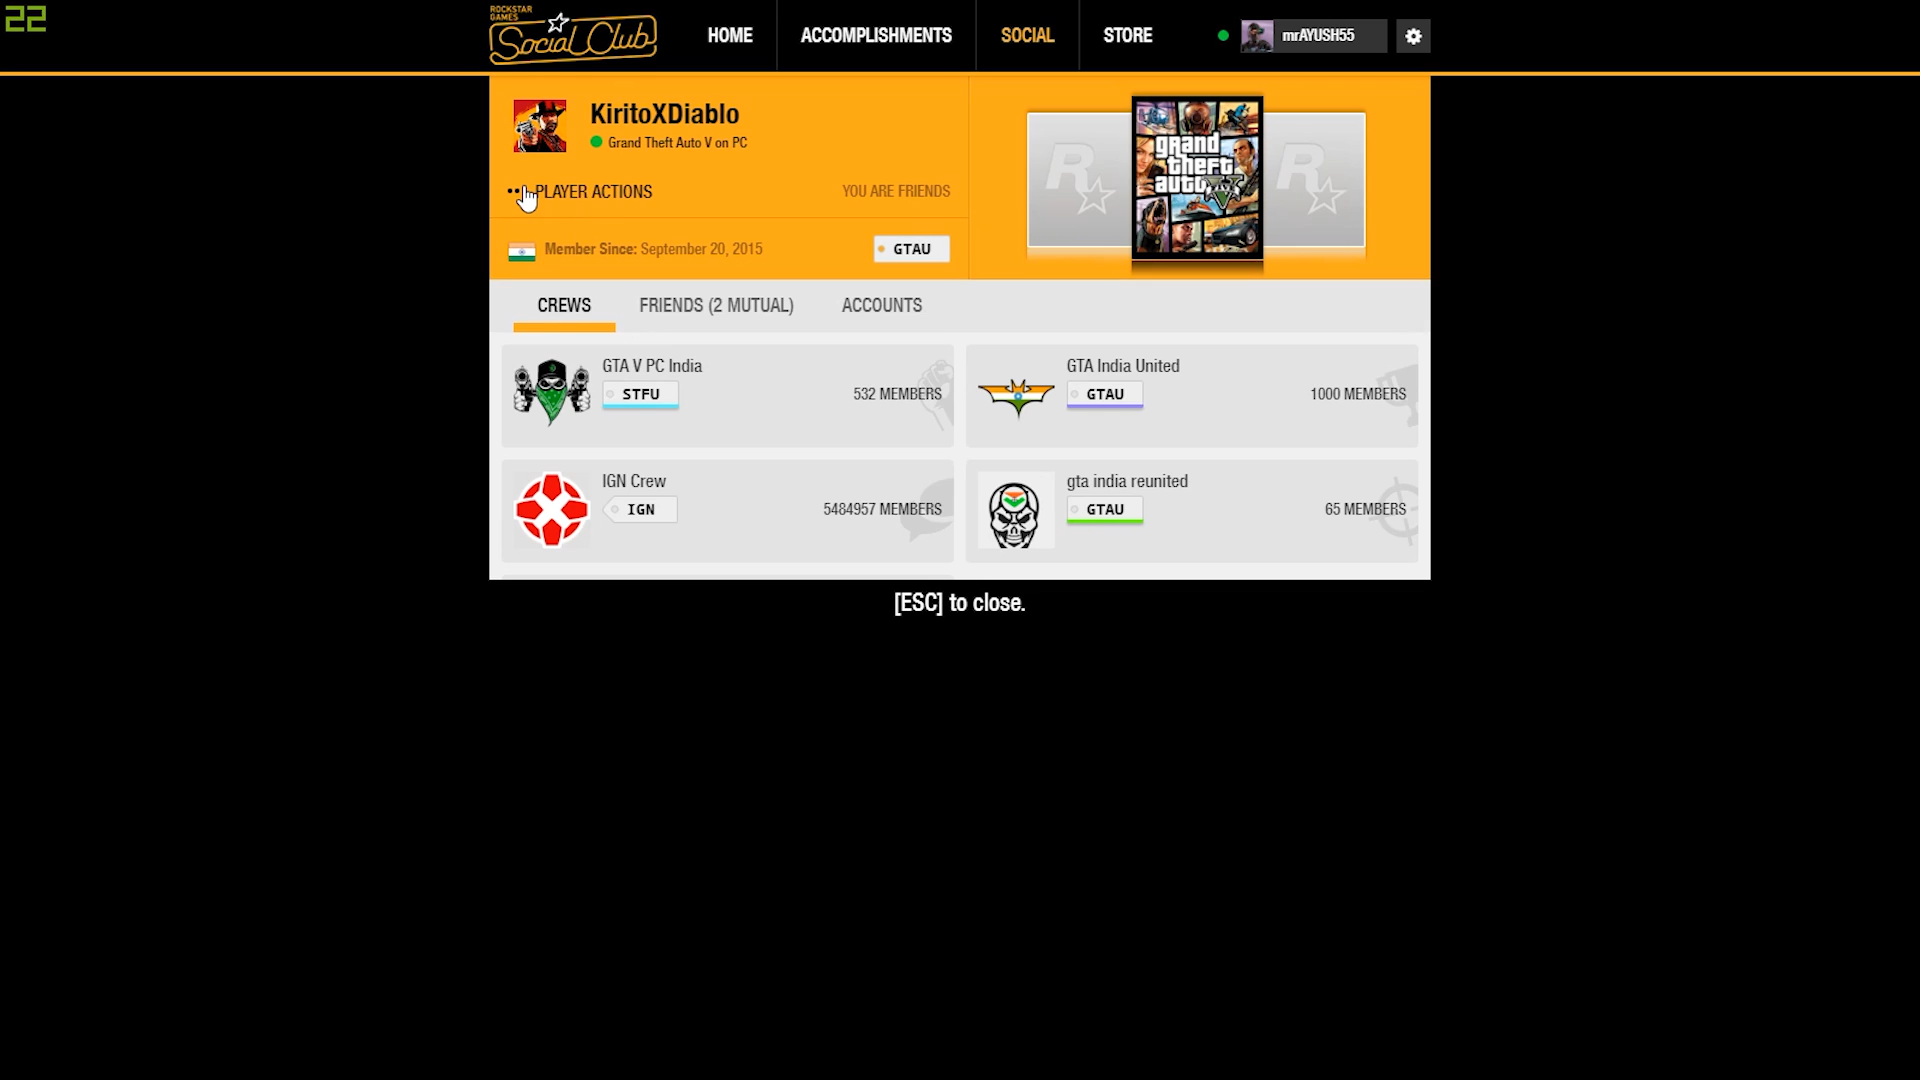 22
ROCKSTAR
GAMES
Social Club
HOME
ACCOMPLISHMENTS
SOCIAL
STORE
mrAYUSH55
KiritoXDiablo
Grand Theft Auto V on PC
PLAYER ACTIONS
YOU ARE FRIENDS
Member Since: September 20, 2015
GTAU
R
grand
theft
auto
V
R
CREWS
FRIENDS (2 MUTUAL)
ACCOUNTS
GTA V PC India
STFU
532 MEMBERS
GTA India United
GTAU
1000 MEMBERS
IGN Crew
IGN
5484957 MEMBERS
gta india reunited
GTAU
65 MEMBERS
[ESC] to close.